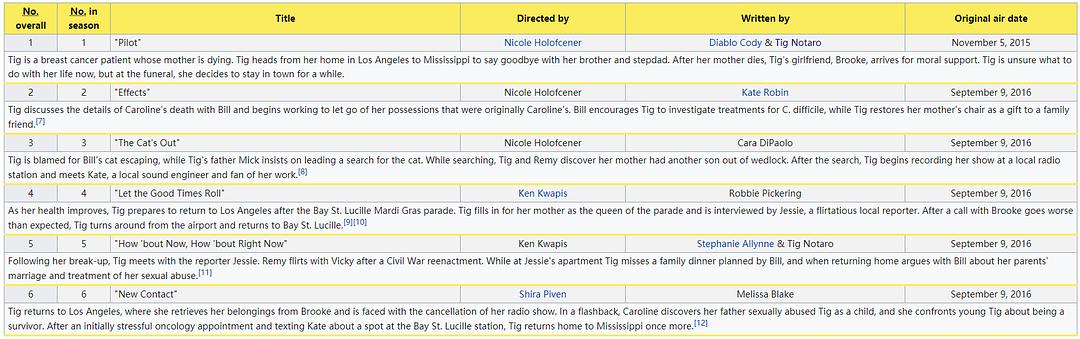 No. overall No. in season Title Directed by Written by Original air date
1 1 "Pilot" Nicole Holofcener Diablo Cody & Tig Notaro November 5, 2015
Tig is a breast cancer patient whose mother is dying. Tig heads from her home in Los Angeles to Mississippi to say goodbye with her brother and stepdad. After her mother dies, Tig's girlfriend, Brooke, arrives for moral support. Tig is unsure what to
do with her life now, but at the funeral, she decides to stay in town for a while.
2 2 "Effects" Nicole Holofcener Kate Robin September 9, 2016
Tig discusses the details of Caroline's death with Bill and begins working to let go of her possessions that were originally Caroline's. Bill encourages Tig to investigate treatments for C. difficile, while Tig restores her mother's chair as a gift to a family
friend.[7]
3 3 "The Cat's Out" Nicole Holofcener Cara DiPaolo September 9, 2016
Tig is blamed for Bill's cat escaping, while Tig's father Mick insists on leading a search for the cat. While searching, Tig and Remy discover her mother had another son out of wedlock. After the search, Tig begins recording her show at a local radio
station and meets Kate, a local sound engineer and fan of her work.[8]
4 4 "Let the Good Times Roll" Ken Kwapis Robbie Pickering September 9, 2016
As her health improves, Tig prepares to return to Los Angeles after the Bay St. Lucille Mardi Gras parade. Tig fills in for her mother as the queen of the parade and is interviewed by Jessie, a flirtatious local reporter. After a call with Brooke goes worse
than expected, Tig turns around from the airport and returns to Bay St. Lucille.[9][10]
5 5 "How 'bout Now, How 'bout Right Now" Ken Kwapis Stephanie Allynne & Tig Notaro September 9, 2016
Following her break-up, Tig meets with the reporter Jessie. Remy flirts with Vicky after a Civil War reenactment. While at Jessie's apartment Tig misses a family dinner planned by Bill, and when returning home argues with Bill about her parents'
marriage and treatment of her sexual abuse.[11]
6 6 "New Contact" Shira Piven Melissa Blake September 9, 2016
Tig returns to Los Angeles, where she retrieves her belongings from Brooke and is faced with the cancellation of her radio show. In a flashback, Caroline discovers her father sexually abused Tig as a child, and she confronts young Tig about being a
survivor. After an initially stressful oncology appointment and texting Kate about a spot at the Bay St. Lucille station, Tig returns home to Mississippi once more.[12]